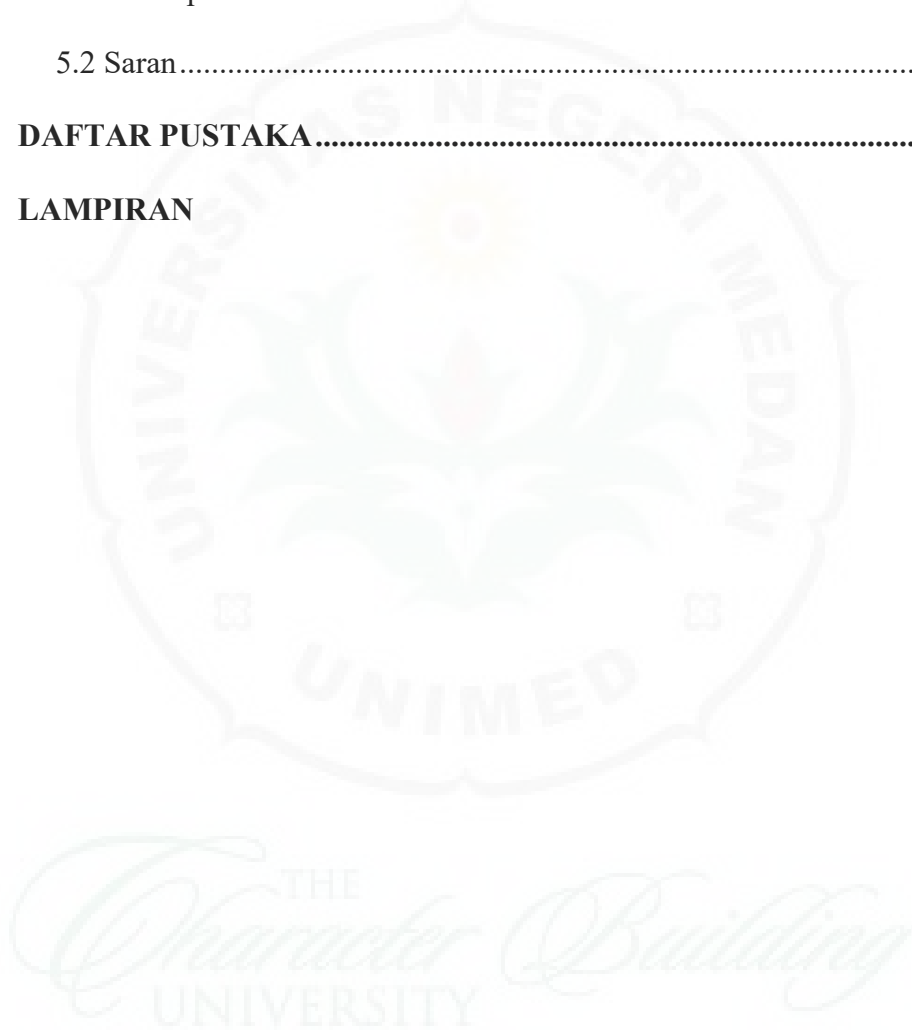 5.2 Saran........................................................................................
DAFTAR PUSTAKA........................................................................
LAMPIRAN
UNIVERSITAS NEGERI MEDAN
UNIMED
THE
Character Building
UNIVERSITY